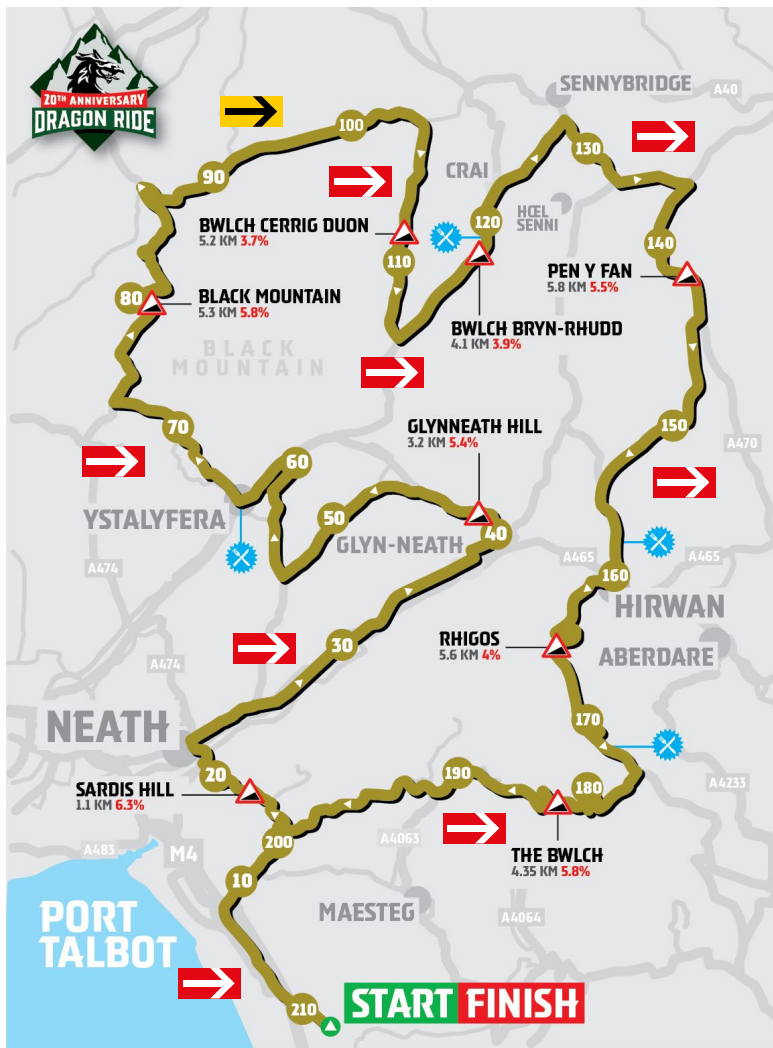 20TH ANNIVERSARY
DRAGON RIDE
SENNYBRIDGE
A40
100
130
90
CRAI
120
HŒL
SENNI
BWLCH CERRIG DUON
5.2 KM 3.7%
140
110
PEN Y FAN
5.8 KM 5.5%
80
BLACK MOUNTAIN
5.3 KM 5.8%
BWLCH BRYN-RHUDD
4.1 KM 3.9%
BLACK
MOUNTAIN
GLYNNEATH HILL
3.2 KM 5.4%
70
150
A470
60
YSTALYFERA
50
40
GLYN-NEATH
A465
A465
A474
160
HIRWAN
30
RHIGOS
5.6 KM 4%
ABERDARE
A474
NEATH
170
20
190
180
SARDIS HILL
1.1 KM 6.3%
A4233
A483
M4
200
A4063
THE BWLCH
4.35 KM 5.8%
10
MAESTEG
A4064
PORT
TALBOT
210
START FINISH